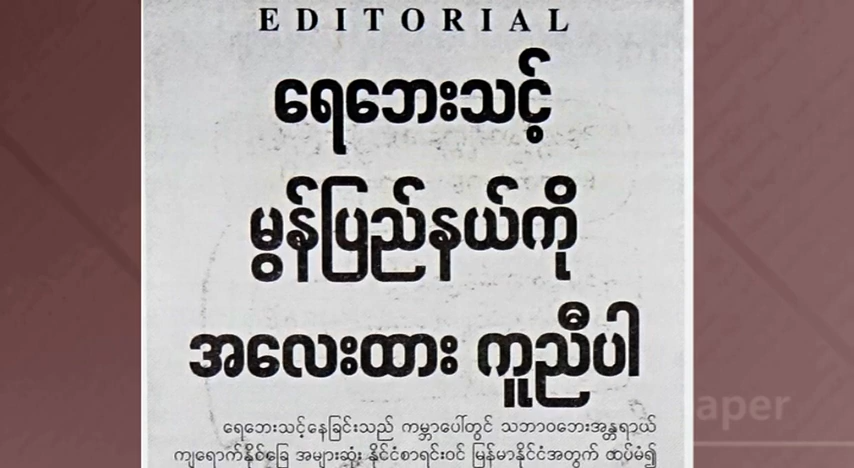 EDITORIAL
ရေဘေးသင့်
မွန်ပြည်နယ်ကို
အလေးထား ကူညီပါ
ရေဘေးသင့်နေခြင်းသည် ကမ္ဘာပေါ်တွင် သဘာဝဘေးအန္တရာယ်
ကျရောက်နိုင်ခြေ အများဆုံး နိုင်ငံစာရင်းဝင် မြန်မာနိုင်ငံအတွက် ထပ်မံ၍
aper